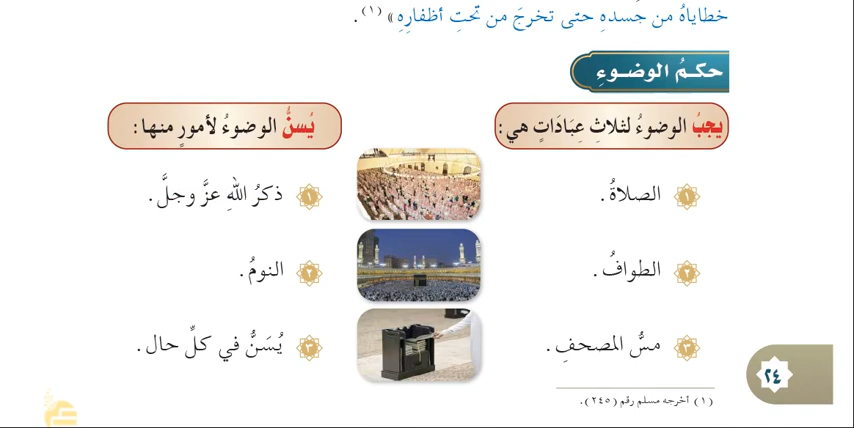 خطاياهُ من جسدهِ حتى تخرجَ من تحتِ أظفارِهِ » (١) .
حكمُ الوضوءِ
يجبُ الوضوءُ لثلاثِ عِبَادَاتٍ هي :
١ الصلاةُ .
٢ الطوافُ .
٣ مسُّ المصحفِ .
يُسنُّ الوضوءُ لأمورٍ منها :
١ ذكرُ اللهِ عزَّ وجلَّ .
٢ النومُ .
٣ يُسَنُّ في كلِّ حال .
(١) أخرجه مسلم رقم (٢٤٥).
٢٤